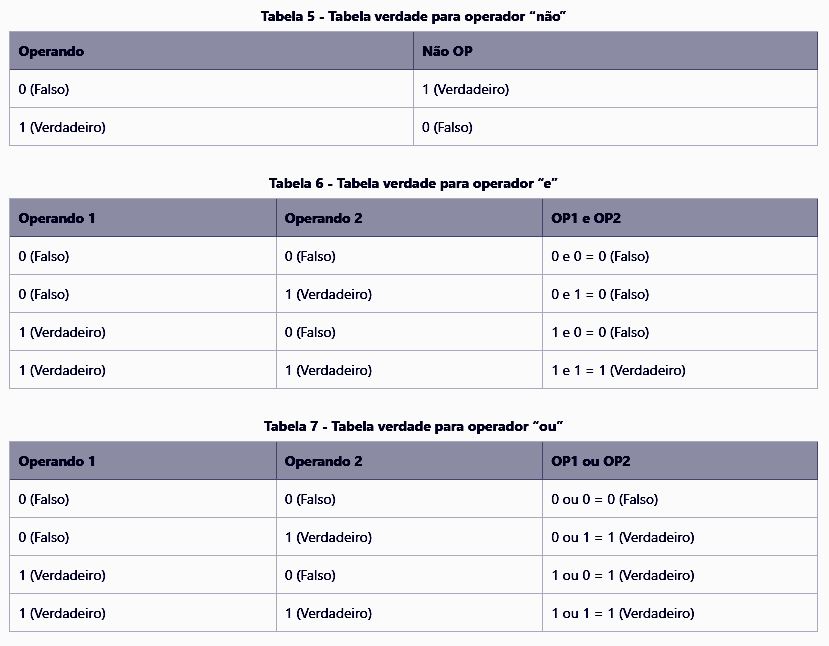 Tabela 5 - Tabela verdade para operador “não”
Operando Não OP
0 (Falso) 1 (Verdadeiro)
1 (Verdadeiro) 0 (Falso)
Tabela 6 - Tabela verdade para operador “e”
Operando 1 Operando 2 OP1 e OP2
0 (Falso) 0 (Falso) 0 e 0 = 0 (Falso)
0 (Falso) 1 (Verdadeiro) 0 e 1 = 0 (Falso)
1 (Verdadeiro) 0 (Falso) 1 e 0 = 0 (Falso)
1 (Verdadeiro) 1 (Verdadeiro) 1 e 1 = 1 (Verdadeiro)
Tabela 7 - Tabela verdade para operador “ou”
Operando 1 Operando 2 OP1 ou OP2
0 (Falso) 0 (Falso) 0 ou 0 = 0 (Falso)
0 (Falso) 1 (Verdadeiro) 0 ou 1 = 1 (Verdadeiro)
1 (Verdadeiro) 0 (Falso) 1 ou 0 = 1 (Verdadeiro)
1 (Verdadeiro) 1 (Verdadeiro) 1 ou 1 = 1 (Verdadeiro)